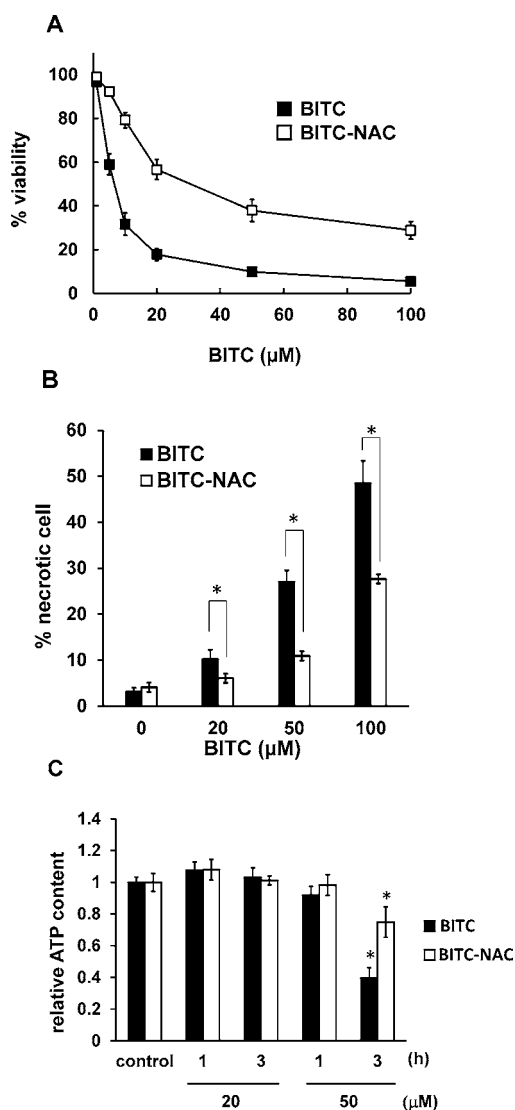 A
100
80
60
40
20
0
% viability
BITC
BITC-NAC
0 20 40 60 80 100
BITC (μM)
B
60
50
40
30
20
10
0
% necrotic cell
BITC
BITC-NAC
*
*
*
0 20 50 100
BITC (μM)
C
1.4
1.2
1
0.8
0.6
0.4
0.2
0
relative ATP content
*
*
BITC
BITC-NAC
control 1 3 1 3 (h)
20 50 (μM)